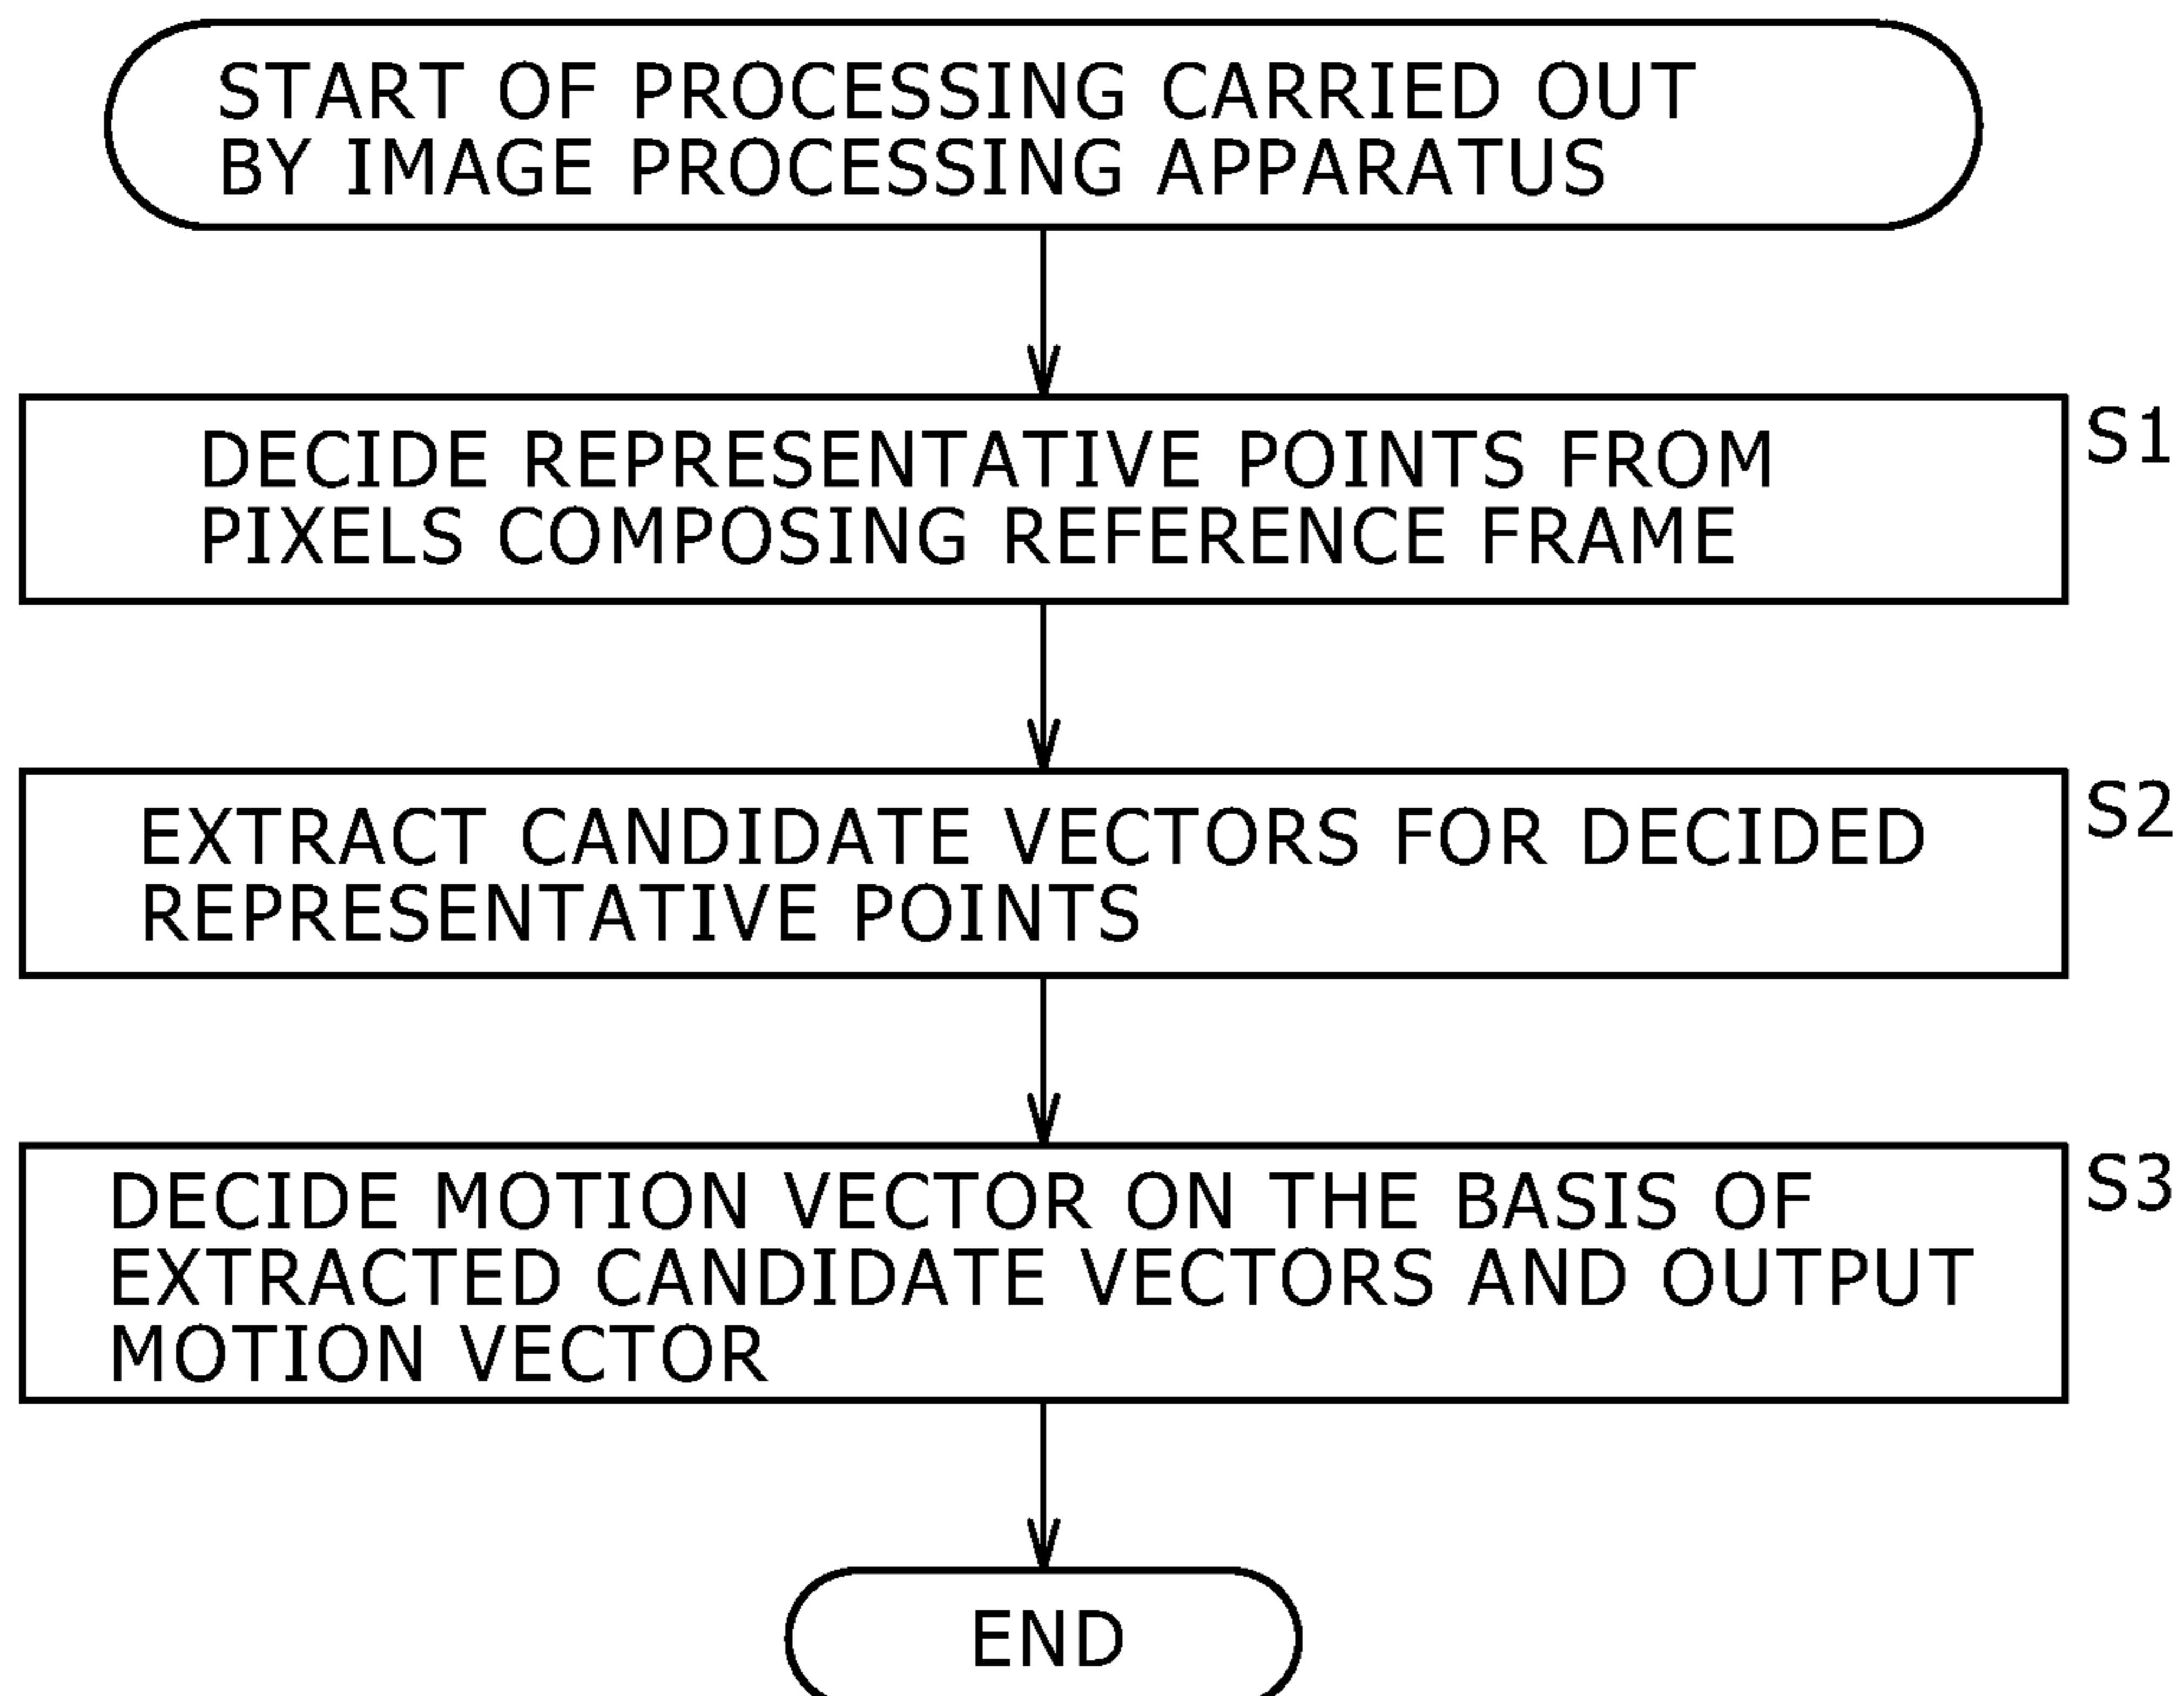 START OF PROCESSING CARRIED OUT
BY IMAGE PROCESSING APPARATUS
S1
DECIDE REPRESENTATIVE POINTS FROM
PIXELS COMPOSING REFERENCE FRAME
S2
EXTRACT CANDIDATE VECTORS FOR DECIDED
REPRESENTATIVE POINTS
S3
DECIDE MOTION VECTOR ON THE BASIS OF
EXTRACTED CANDIDATE VECTORS AND OUTPUT
MOTION VECTOR
END